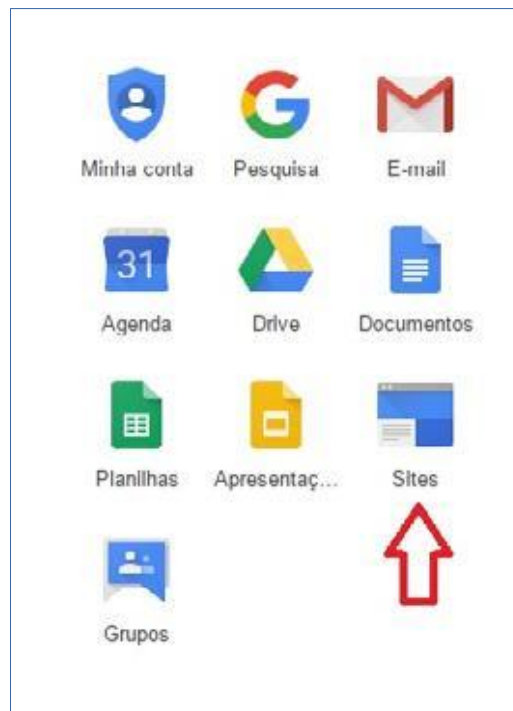 Minha conta
Pesquisa
E-mail
31
Agenda
Drive
Documentos
Planilhas
Apresentaç...
Sites
Grupos